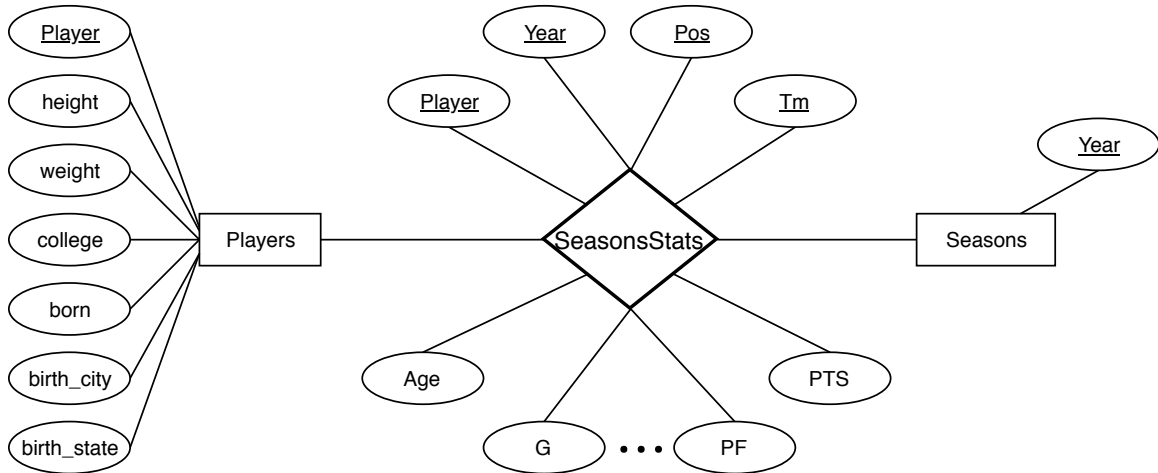 Player
height
weight
college
born
birth_city
birth_state
Players
Year
Pos
Player
Tm
SeasonsStats
Age
G
• • •
PF
PTS
Year
Seasons